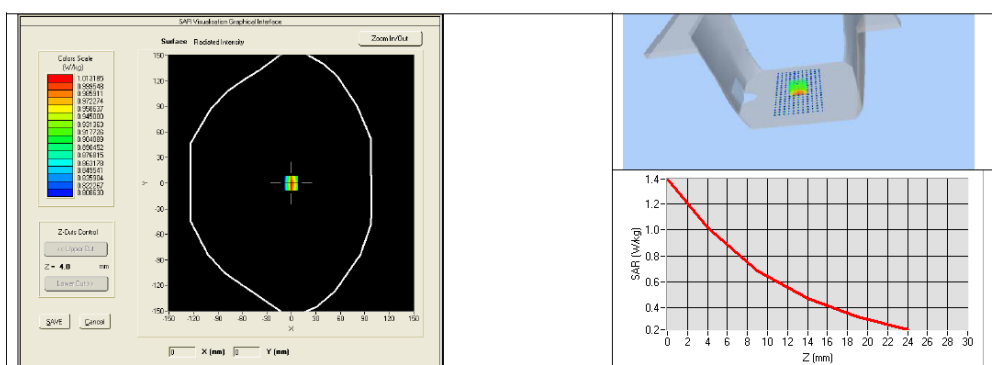 SAR Visualisation Graphical Interface
Surface Radiated Intensity
Zoom In/Out
Colors Scale
(W/kg)
1.013185
0.999548
0.985911
0.972274
0.958637
0.945000
0.931363
0.917726
0.904089
0.890452
0.876815
0.863178
0.849541
0.835904
0.822267
0.808630
Z-Cuts Control
<< Upper Cut
Z = 4.0 mm
Lower Cut >>
SAVE Cancel
150
120
90
60
30
0
-30
-60
-90
-120
-150
Y
-150 -120 -90 -60 -30 0 30 60 90 120 150
X
0 X (mm) 0 Y (mm)
1.4
1.2
1.0
0.8
0.6
0.4
0.2
SAR (W/kg)
0 2 4 6 8 10 12 14 16 18 20 22 24 26 28 30
Z (mm)